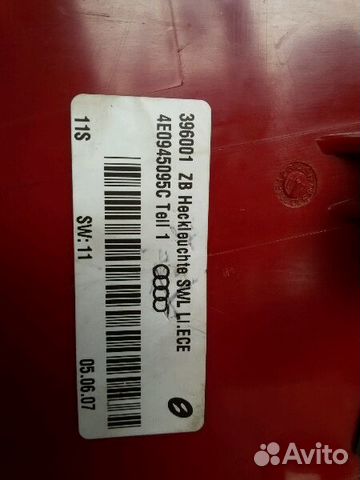 396001 ZB Heckleuchte SWL LI.ECE
4E0945095C Teil 1
11S
SW: 11
05.06.07
Avito